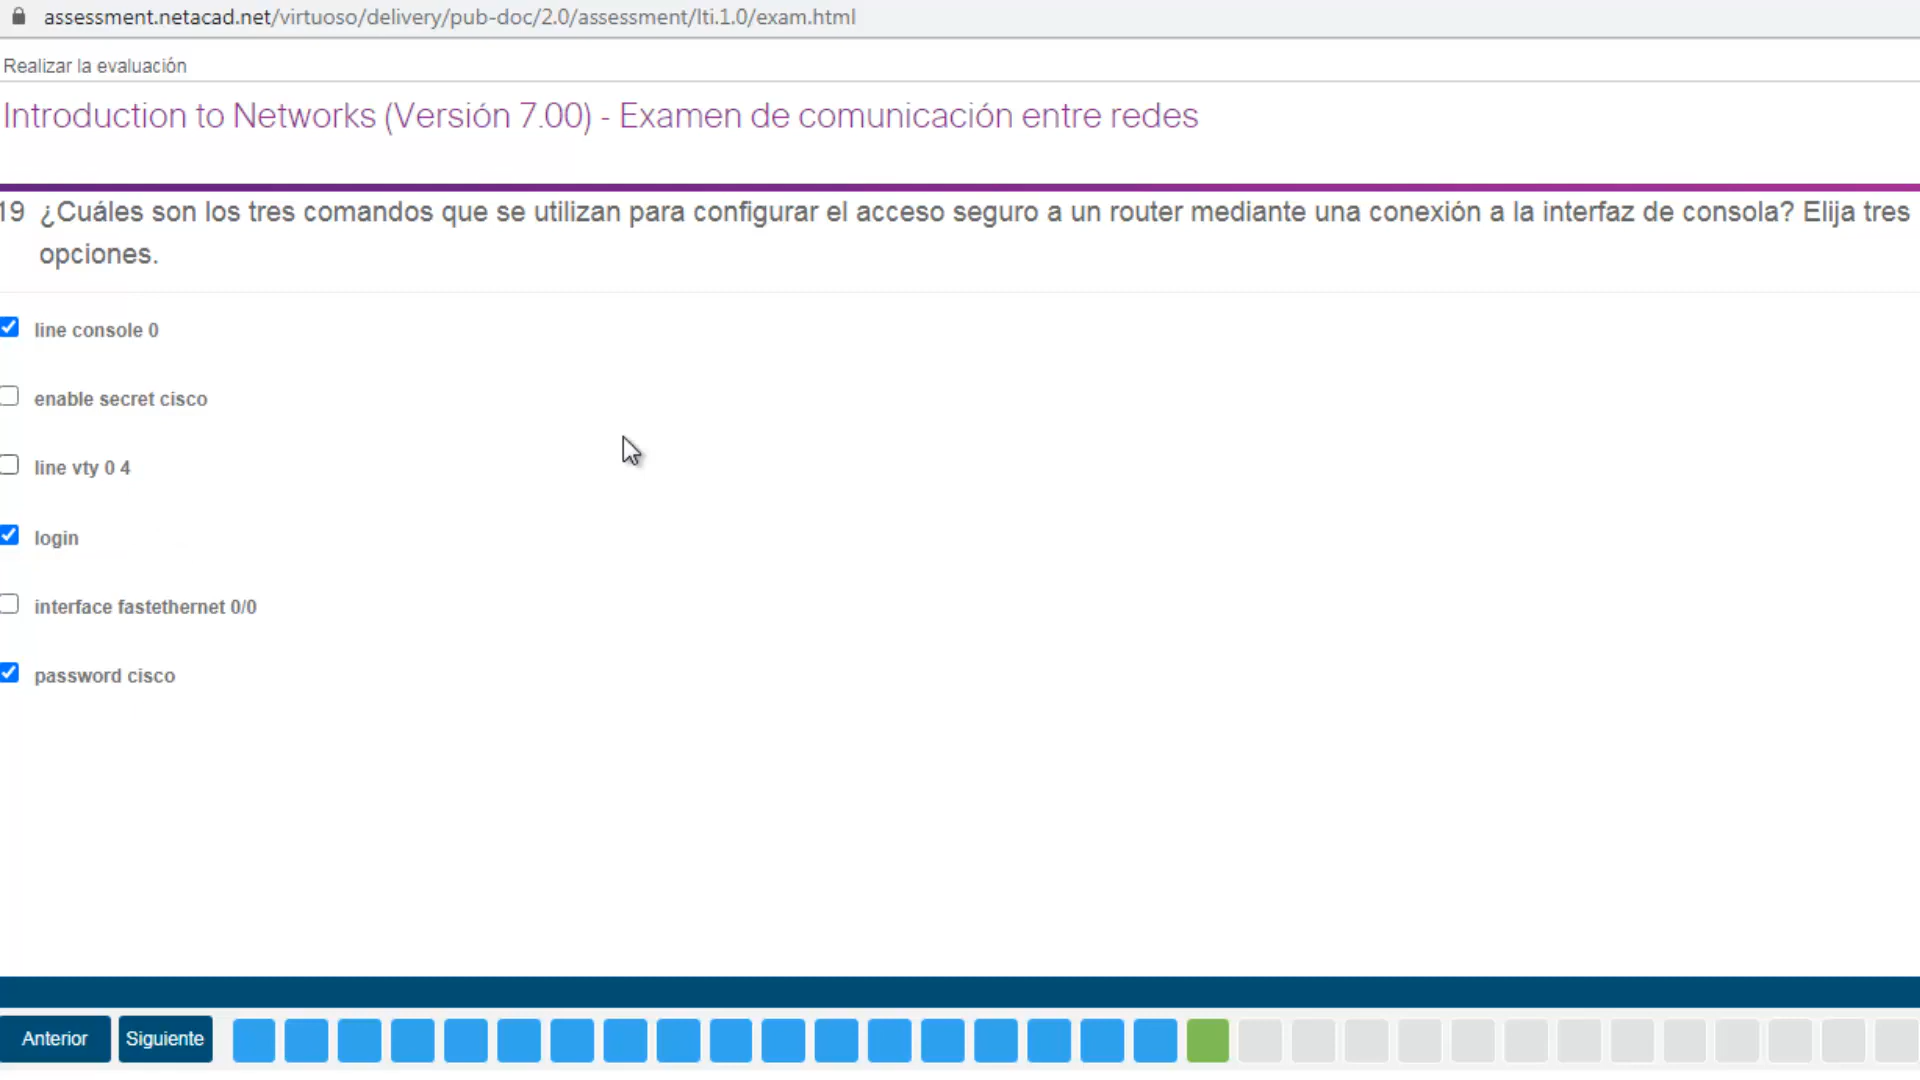 assessment.netacad.net/virtuoso/delivery/pub-doc/2.0/assessment/lti.1.0/exam.html
Realizar la evaluación
Introduction to Networks (Versión 7.00) - Examen de comunicación entre redes
19 ¿Cuáles son los tres comandos que se utilizan para configurar el acceso seguro a un router mediante una conexión a la interfaz de consola? Elija tres
opciones.
line console 0
enable secret cisco
line vty 0 4
login
interface fastethernet 0/0
password cisco
Anterior Siguiente